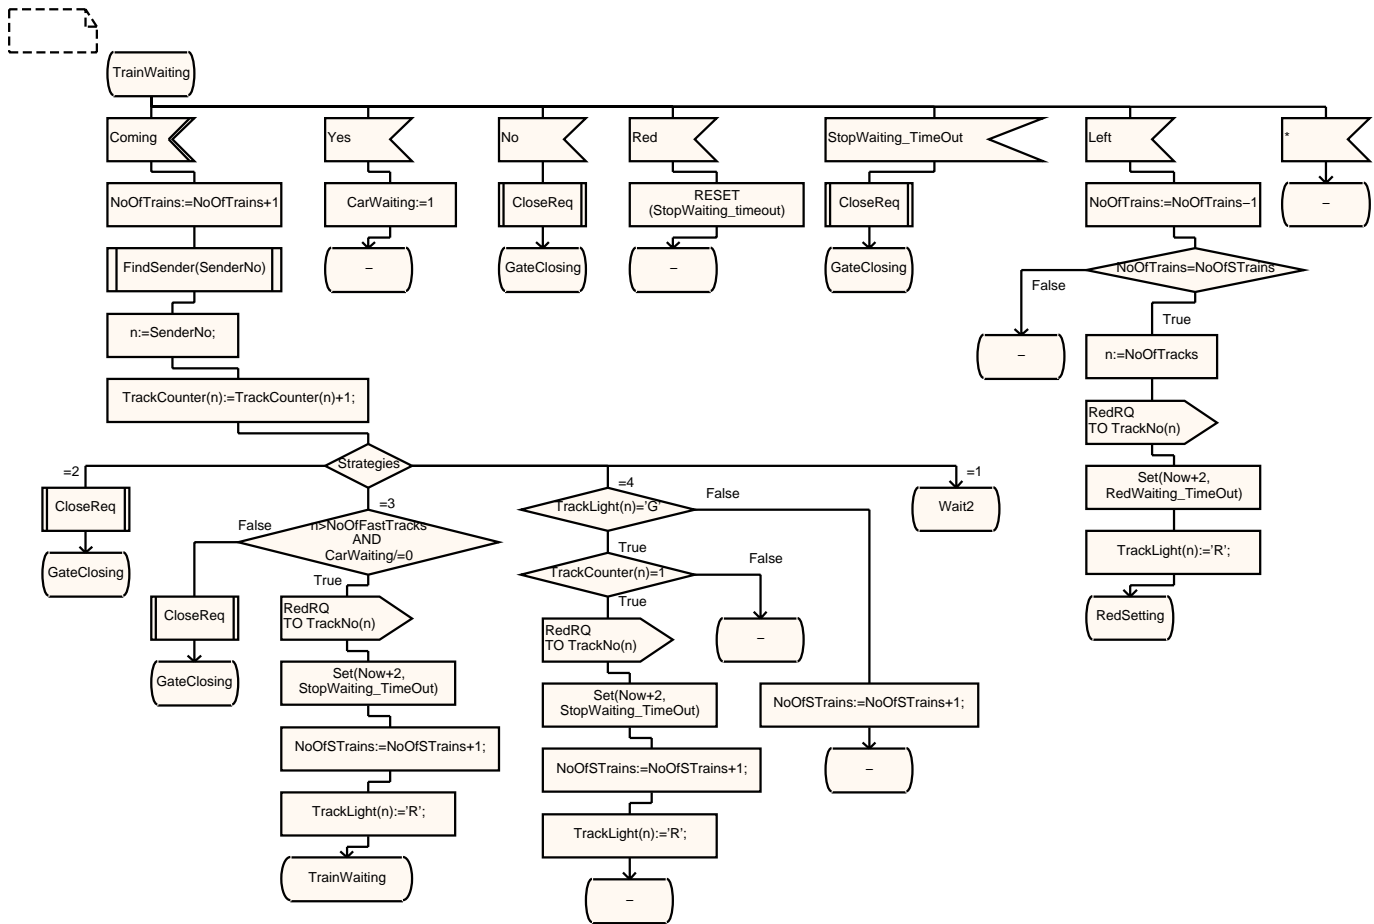 TrainWaiting
Coming
Yes
No
Red
StopWaiting_TimeOut
Left
*
NoOfTrains:=NoOfTrains+1
CarWaiting:=1
CloseReq
RESET
(StopWaiting_timeout)
CloseReq
NoOfTrains:=NoOfTrains−1
−
FindSender(SenderNo)
−
GateClosing
−
GateClosing
NoOfTrains=NoOfSTrains
False
True
n:=SenderNo;
−
n:=NoOfTracks
TrackCounter(n):=TrackCounter(n)+1;
RedRQ
TO TrackNo(n)
Strategies
=2
=3
=4
=1
CloseReq
TrackLight(n)='G'
False
Wait2
Set(Now+2,
RedWaiting_TimeOut)
False
n>NoOfFastTracks
AND
CarWaiting/=0
True
True
TrackLight(n):='R';
GateClosing
TrackCounter(n)=1
False
True
CloseReq
RedRQ
TO TrackNo(n)
RedRQ
TO TrackNo(n)
−
RedSetting
GateClosing
Set(Now+2,
StopWaiting_TimeOut)
Set(Now+2,
StopWaiting_TimeOut)
NoOfSTrains:=NoOfSTrains+1;
NoOfSTrains:=NoOfSTrains+1;
NoOfSTrains:=NoOfSTrains+1;
−
TrackLight(n):='R';
TrackLight(n):='R';
TrainWaiting
−